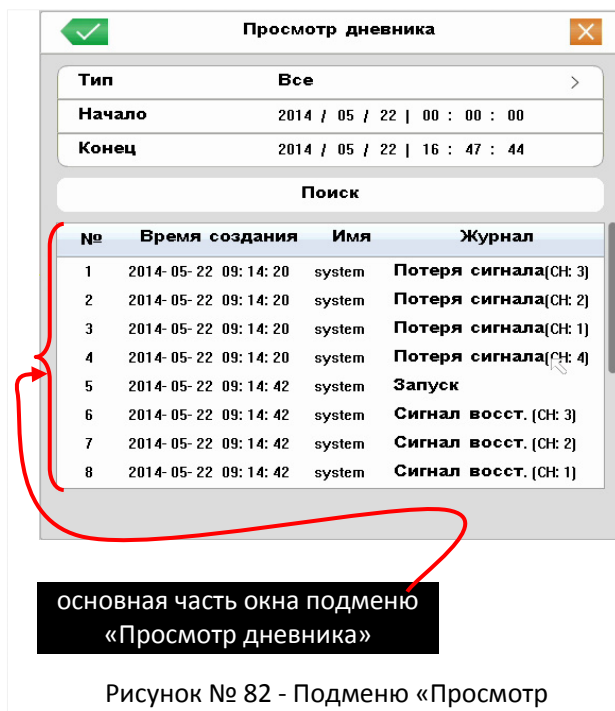 Просмотр дневника
Тип Все >
Начало 2014 / 05 / 22 | 00 : 00 : 00
Конец 2014 / 05 / 22 | 16 : 47 : 44
Поиск
№ Время создания Имя Журнал
1 2014-05-22 09:14:20 system Потеря сигнала(CH: 3)
2 2014-05-22 09:14:20 system Потеря сигнала(CH: 2)
3 2014-05-22 09:14:20 system Потеря сигнала(CH: 1)
4 2014-05-22 09:14:20 system Потеря сигнала(CH: 4)
5 2014-05-22 09:14:42 system Запуск
6 2014-05-22 09:14:42 system Сигнал восст. (CH: 3)
7 2014-05-22 09:14:42 system Сигнал восст. (CH: 2)
8 2014-05-22 09:14:42 system Сигнал восст. (CH: 1)
основная часть окна подменю
«Просмотр дневника»
Рисунок № 82 - Подменю «Просмотр